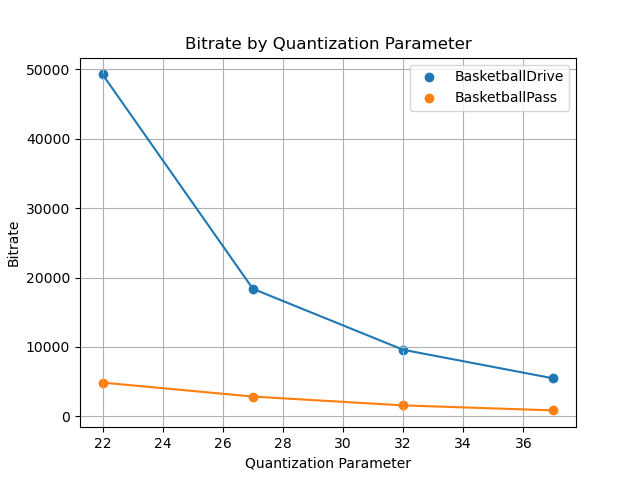 Bitrate by Quantization Parameter
BasketballDrive
BasketballPass
50000
40000
30000
20000
10000
0
Bitrate
22 24 26 28 30 32 34 36
Quantization Parameter